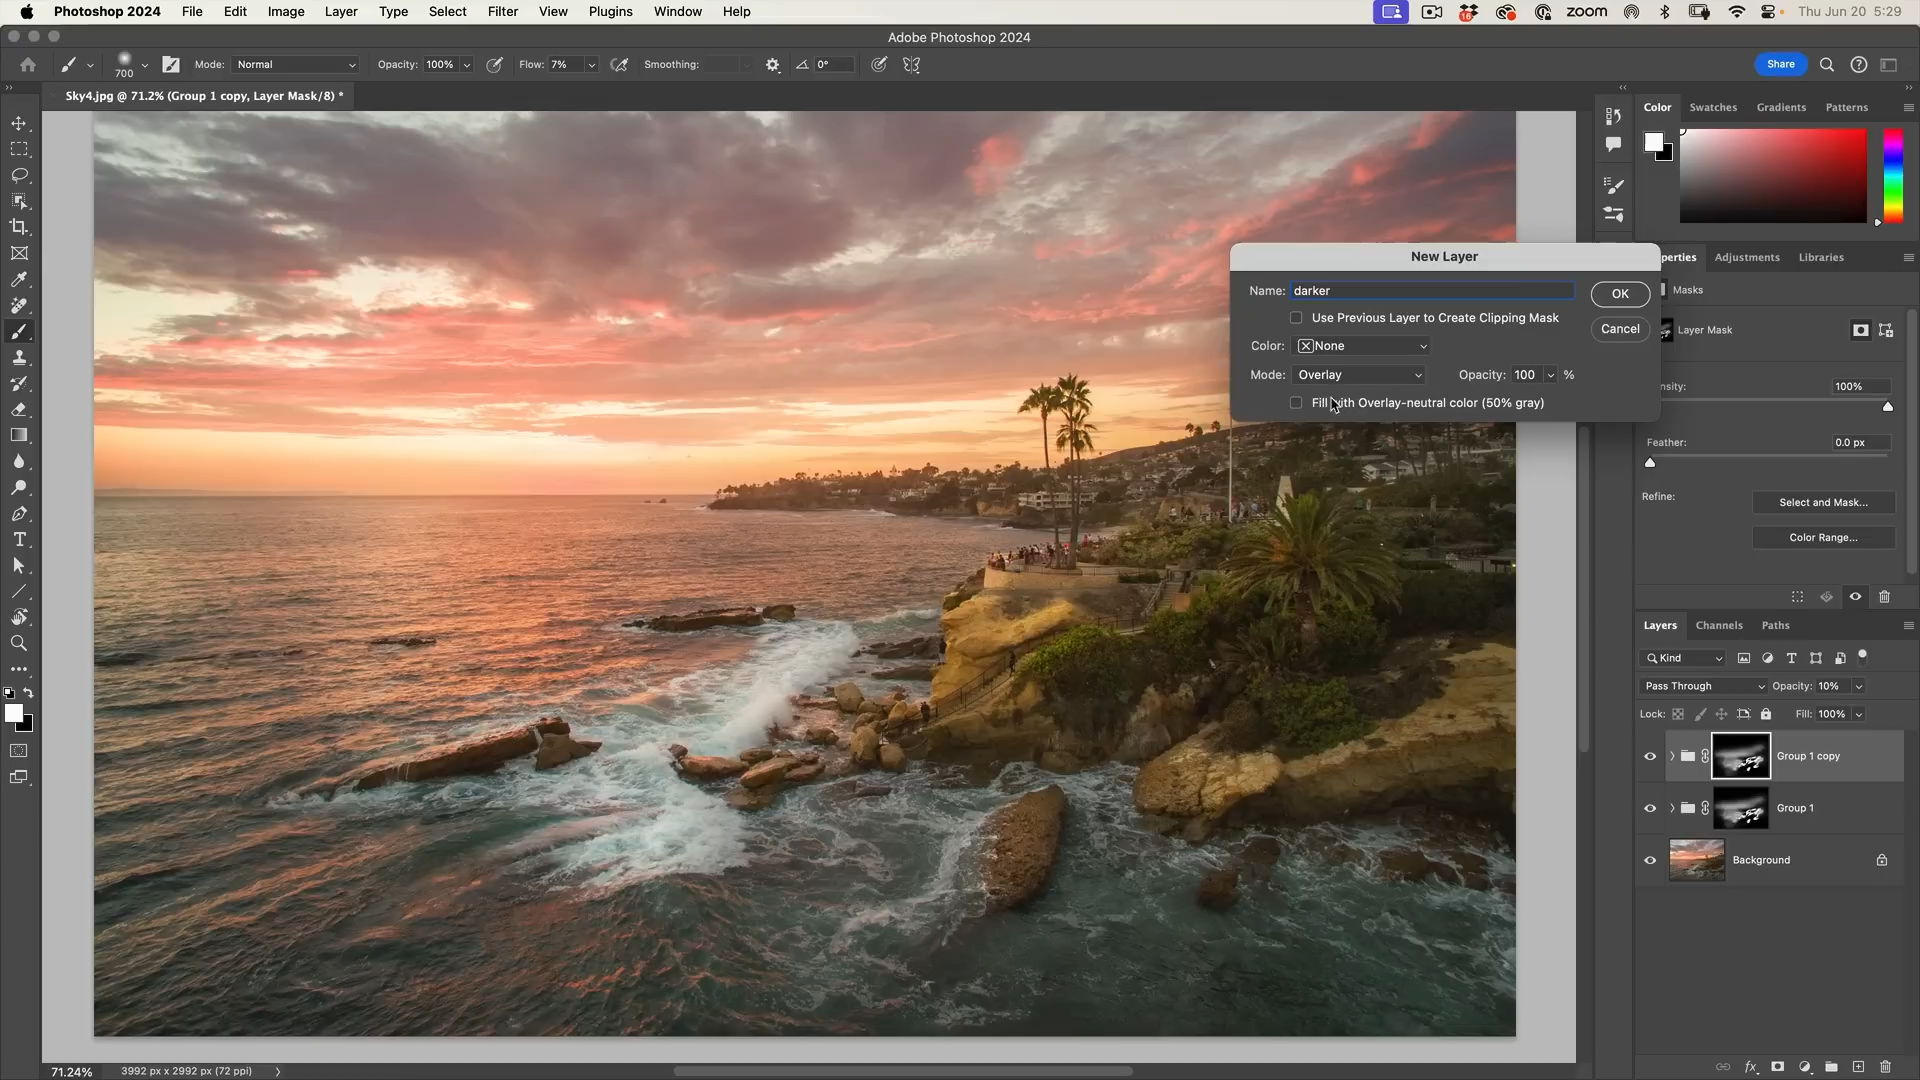 Photoshop 2024 File Edit Image Layer Type Select Filter View Plugins Window Help
16 zoom Thu Jun 20 5:29
Adobe Photoshop 2024
700 Mode: Normal Opacity: 100% Flow: 7% Smoothing: 0° Share
Sky4.jpg @ 71.2% (Group 1 copy, Layer Mask/8) *
Color Swatches Gradients Patterns
New Layer
Name: darker OK
Use Previous Layer to Create Clipping Mask Cancel
Color: None
Mode: Overlay Opacity: 100 %
Fill with Overlay-neutral color (50% gray)
perties Adjustments Libraries
Masks
Layer Mask
nsity: 100%
Feather: 0.0 px
Refine: Select and Mask...
Color Range...
Layers Channels Paths
Kind
Pass Through Opacity: 10%
Lock: Fill: 100%
Group 1 copy
Group 1
Background
fx
71.24% 3992 px x 2992 px (72 ppi)